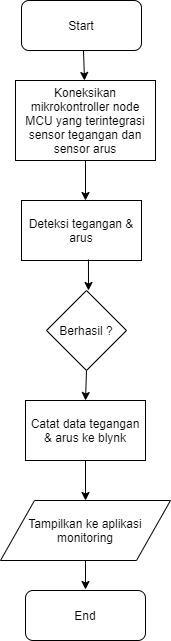 Start
Koneksikan
mikrokontroller node
MCU yang terintegrasi
sensor tegangan dan
sensor arus
Deteksi tegangan &
arus
Berhasil ?
Catat data tegangan
& arus ke blynk
Tampilkan ke aplikasi
monitoring
End